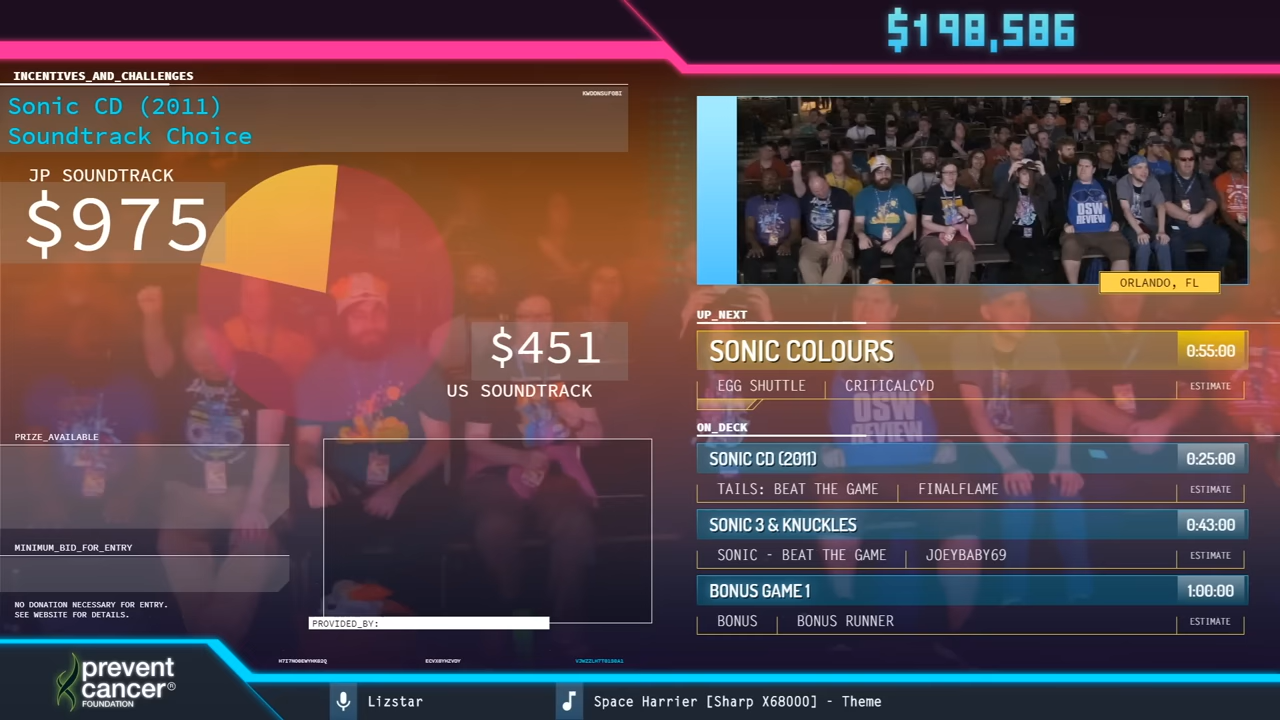 $198,586
INCENTIVES_AND_CHALLENGES
Sonic CD (2011)
Soundtrack Choice
JP SOUNDTRACK
$975
$451
US SOUNDTRACK
PRIZE_AVAILABLE
MINIMUM_BID_FOR_ENTRY
NO DONATION NECESSARY FOR ENTRY.
SEE WEBSITE FOR DETAILS.
PROVIDED_BY:
OSW
REVIEW
ORLANDO, FL
UP_NEXT
SONIC COLOURS 0:55:00
EGG SHUTTLE CRITICALCYD ESTIMATE
ON_DECK
SONIC CD (2011) 0:25:00
TAILS: BEAT THE GAME FINALFLAME ESTIMATE
SONIC 3 & KNUCKLES 0:43:00
SONIC - BEAT THE GAME JOEYBABY69 ESTIMATE
BONUS GAME 1 1:00:00
BONUS BONUS RUNNER ESTIMATE
prevent
cancer®
FOUNDATION
Lizstar
Space Harrier [Sharp X68000] - Theme